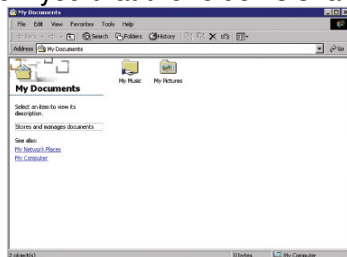 My Documents
File Edit View Favorites Tools Help
Back Search Folders History
Address My Documents Go
My Documents
My Music My Pictures
Select an item to view its
description.
Stores and manages documents
See also:
My Network Places
My Computer
2 object(s) 0 bytes My Computer